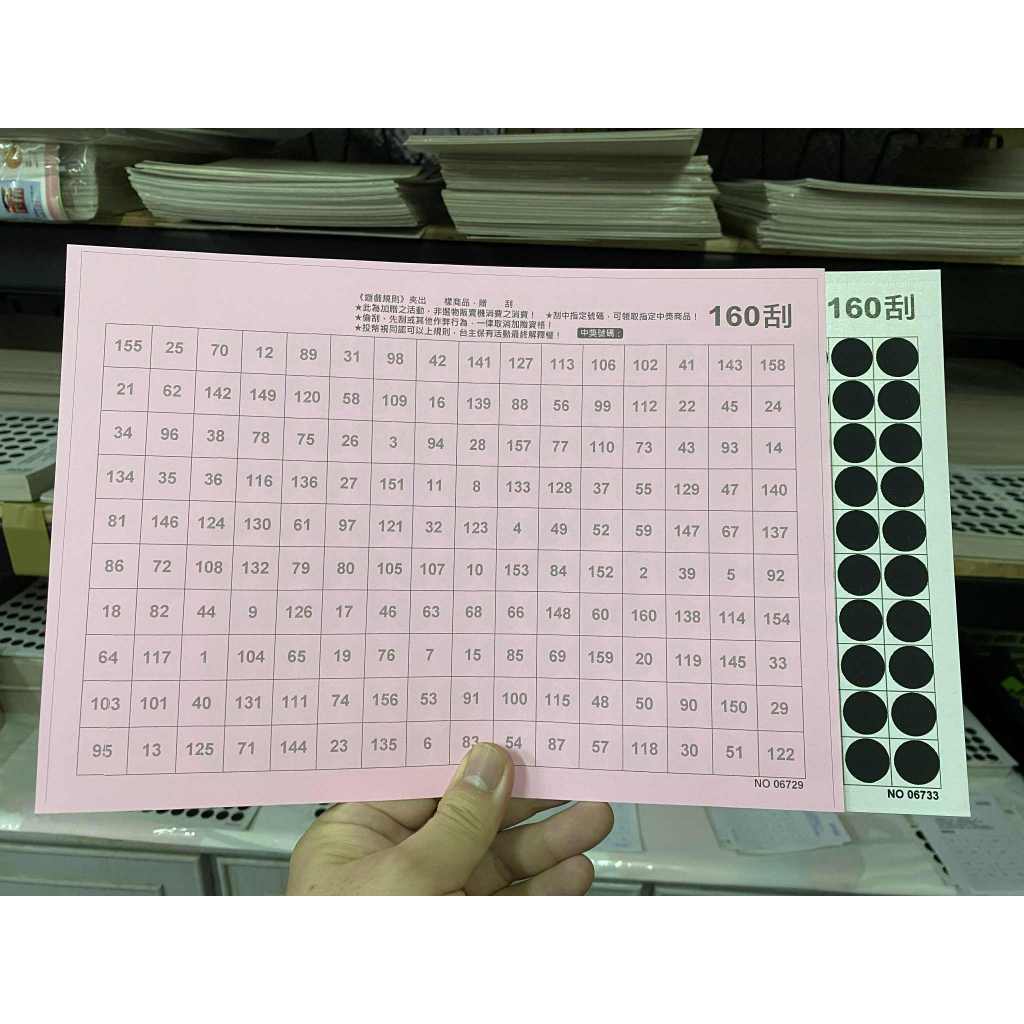 《遊戲規則》夾出 樣商品，贈 刮
★此為加贈之活動，非選物販賣機消費之消費！ ★刮中指定號碼，可領取指定中獎商品！
★偷刮、先刮或其他作弊行為，一律取消加贈資格！
★投幣視同認可以上規則，台主保有活動最終解釋權！ 中獎號碼：
160刮
160刮
155 25 70 12 89 31 98 42 141 127 113 106 102 41 143 158
21 62 142 149 120 58 109 16 139 88 56 99 112 22 45 24
34 96 38 78 75 26 3 94 28 157 77 110 73 43 93 14
134 35 36 116 136 27 151 11 8 133 128 37 55 129 47 140
81 146 124 130 61 97 121 32 123 4 49 52 59 147 67 137
86 72 108 132 79 80 105 107 10 153 84 152 2 39 5 92
18 82 44 9 126 17 46 63 68 66 148 60 160 138 114 154
64 117 1 104 65 19 76 7 15 85 69 159 20 119 145 33
103 101 40 131 111 74 156 53 91 100 115 48 50 90 150 29
95 13 125 71 144 23 135 6 83 54 87 57 118 30 51 122
NO 06729
NO 06733